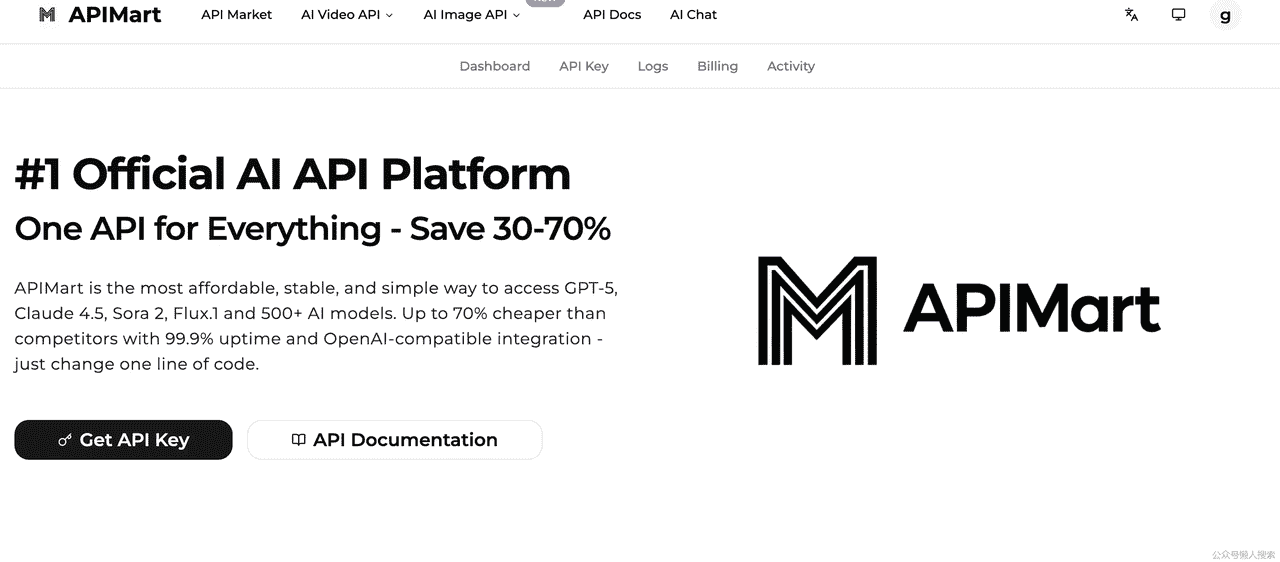 APIMart API Market AI Video API AI Image API API Docs AI Chat g
Dashboard API Key Logs Billing Activity
#1 Official AI API Platform
One API for Everything - Save 30-70%
APIMart is the most affordable, stable, and simple way to access GPT-5,
Claude 4.5, Sora 2, Flux.1 and 500+ AI models. Up to 70% cheaper than
competitors with 99.9% uptime and OpenAI-compatible integration -
just change one line of code.
Get API Key API Documentation
APIMart
公众号懒人搜索